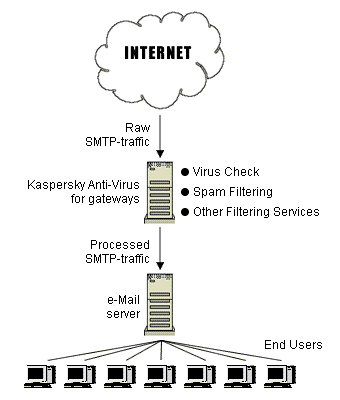 INTERNET
Raw
SMTP-traffic
Kaspersky Anti-Virus
for gateways
● Virus Check
● Spam Filtering
● Other Filtering Services
Processed
SMTP-traffic
e-Mail
server
End Users